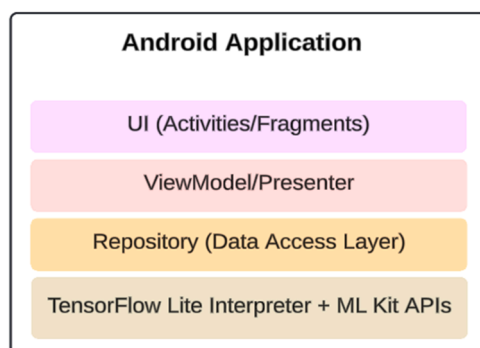 Android Application
UI (Activities/Fragments)
ViewModel/Presenter
Repository (Data Access Layer)
TensorFlow Lite Interpreter + ML Kit APIs